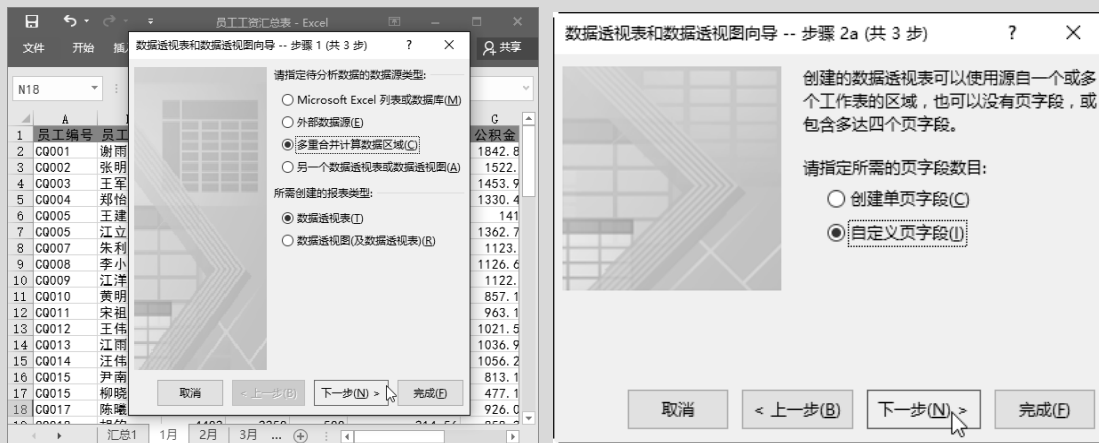 员工工资汇总表 - Excel
文件 开始 插
共享
N18
A G
1 员工编号 员工 公积金
2 CQ001 谢雨 1842.8
3 CQ002 张明 1522.
4 CQ003 王军 1453.9
5 CQ004 郑怡 1330.4
6 CQ005 王建 141
7 CQ005 江立 1362.7
8 CQ007 朱利 1123.
9 CQ008 李小 1126.6
10 CQ009 江洋 1122.
11 CQ010 黄明 857.1
12 CQ011 宋祖 963.1
13 CQ012 王伟 1021.5
14 CQ013 江雨 1036.9
15 CQ014 汪伟 1056.2
16 CQ015 尹南 813.1
17 CQ015 柳晓 477.1
18 CQ017 陈曦 926.0
汇总1 1月 2月 3月 ...
数据透视表和数据透视图向导 -- 步骤 1 (共 3 步) ?
请指定待分析数据的数据源类型:
Microsoft Excel 列表或数据库(M)
外部数据源(E)
多重合并计算数据区域(C)
另一个数据透视表或数据透视图(A)
所需创建的报表类型:
数据透视表(T)
数据透视图(及数据透视表)(R)
取消 < 上一步(B) 下一步(N) > 完成(F)
数据透视表和数据透视图向导 -- 步骤 2a (共 3 步) ?
创建的数据透视表可以使用源自一个或多
个工作表的区域，也可以没有页字段，或
包含多达四个页字段。
请指定所需的页字段数目:
创建单页字段(C)
自定义页字段(I)
取消 < 上一步(B) 下一步(N) > 完成(F)